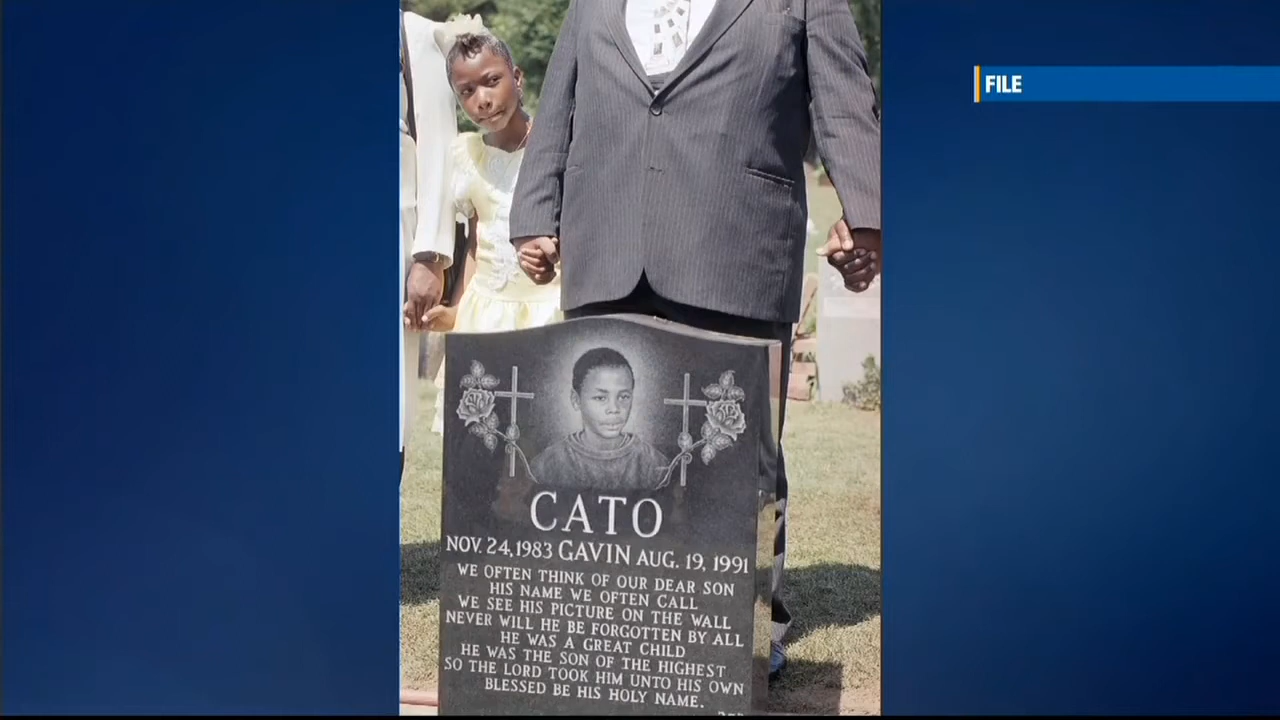 FILE
CATO
NOV. 24, 1983 GAVIN AUG. 19, 1991
WE OFTEN THINK OF OUR DEAR SON
HIS NAME WE OFTEN CALL
WE SEE HIS PICTURE ON THE WALL
NEVER WILL HE BE FORGOTTEN BY ALL
HE WAS A GREAT CHILD
HE WAS THE SON OF THE HIGHEST
SO THE LORD TOOK HIM UNTO HIS OWN
BLESSED BE HIS HOLY NAME.